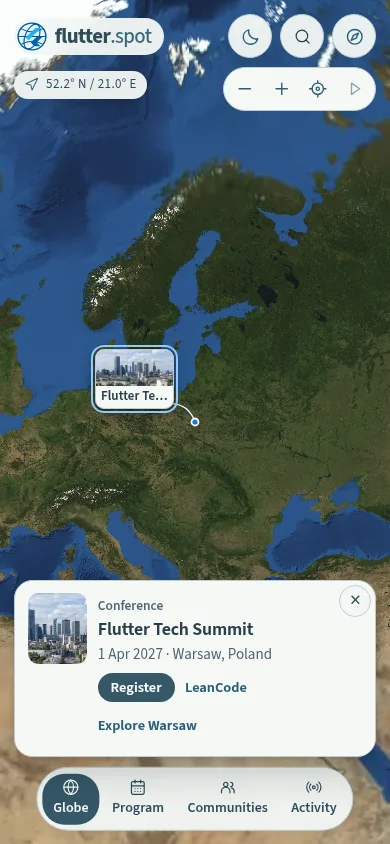 flutter.spot
52.2° N / 21.0° E
Flutter Te...
Conference
Flutter Tech Summit
1 Apr 2027 · Warsaw, Poland
Register LeanCode
Explore Warsaw
Globe Program Communities Activity